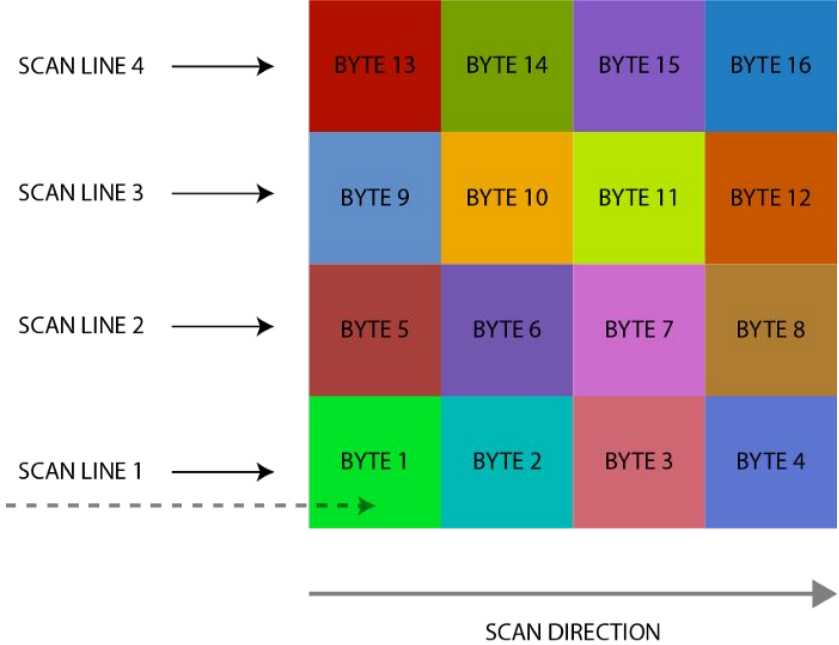 SCAN LINE 4
BYTE 13 BYTE 14 BYTE 15 BYTE 16
SCAN LINE 3
BYTE 9 BYTE 10 BYTE 11 BYTE 12
SCAN LINE 2
BYTE 5 BYTE 6 BYTE 7 BYTE 8
SCAN LINE 1
BYTE 1 BYTE 2 BYTE 3 BYTE 4
SCAN DIRECTION